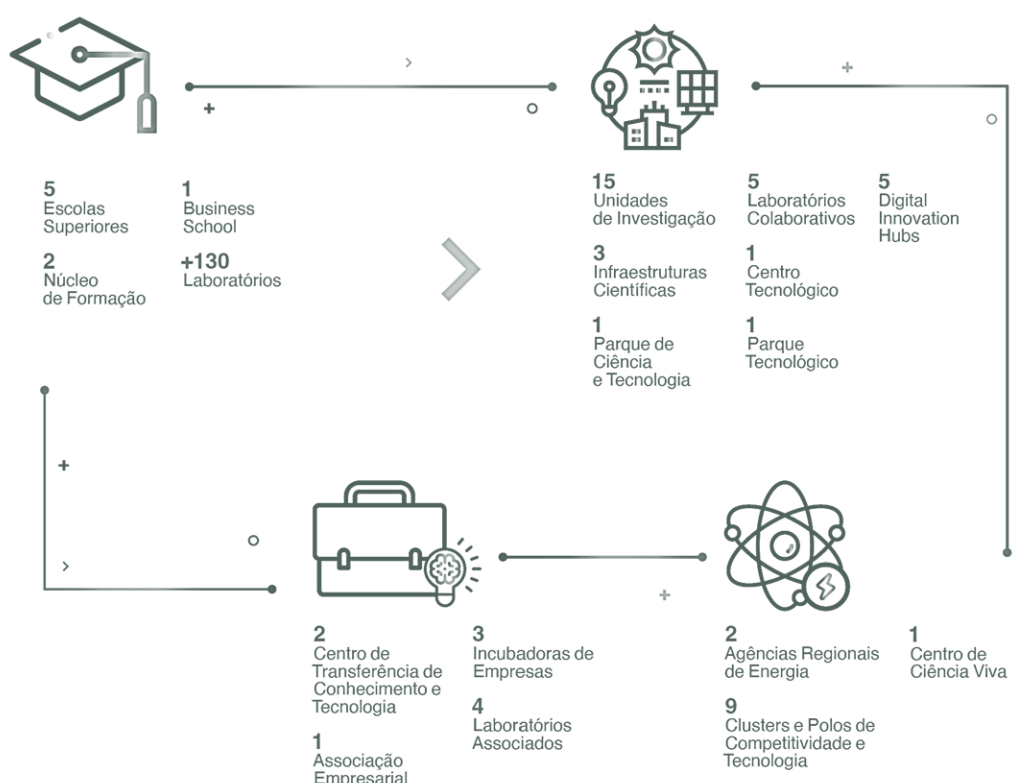 5
Escolas
Superiores
1
Business
School
2
Núcleo
de Formação
+130
Laboratórios
15
Unidades
de Investigação
5
Laboratórios
Colaborativos
5
Digital
Innovation
Hubs
3
Infraestruturas
Científicas
1
Centro
Tecnológico
1
Parque de
Ciência
e Tecnologia
1
Parque
Tecnológico
2
Centro de
Transferência de
Conhecimento e
Tecnologia
3
Incubadoras de
Empresas
1
Associação
Empresarial
4
Laboratórios
Associados
2
Agências Regionais
de Energia
1
Centro de
Ciência Viva
9
Clusters e Polos de
Competitividade e
Tecnologia